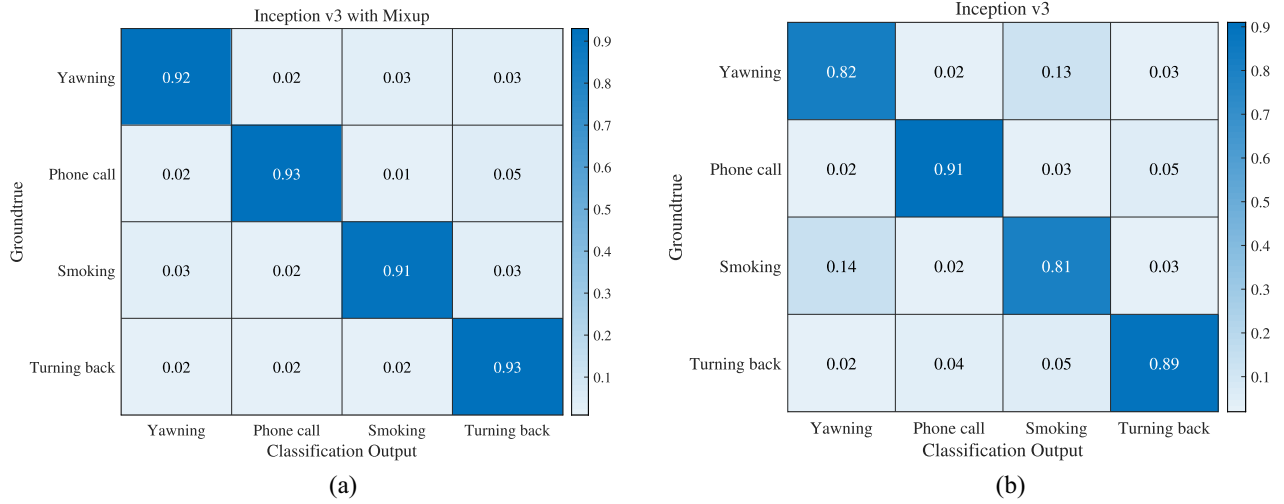 Inception v3 with Mixup
Groundtrue
Yawning 0.92 0.02 0.03 0.03
Phone call 0.02 0.93 0.01 0.05
Smoking 0.03 0.02 0.91 0.03
Turning back 0.02 0.02 0.02 0.93
Yawning Phone call Smoking Turning back
Classification Output
0.9
0.8
0.7
0.6
0.5
0.4
0.3
0.2
0.1
(a)
Inception v3
Groundtrue
Yawning 0.82 0.02 0.13 0.03
Phone call 0.02 0.91 0.03 0.05
Smoking 0.14 0.02 0.81 0.03
Turning back 0.02 0.04 0.05 0.89
Yawning Phone call Smoking Turning back
Classification Output
0.9
0.8
0.7
0.6
0.5
0.4
0.3
0.2
0.1
(b)